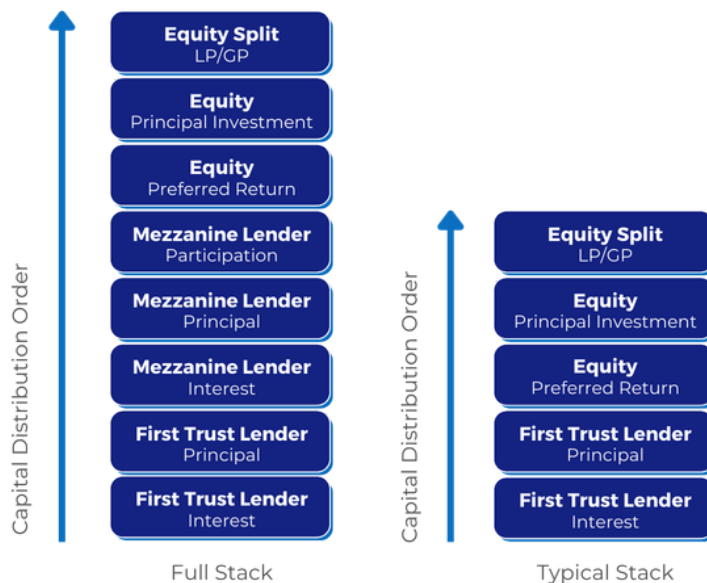 Capital Distribution Order
Equity Split
LP/GP
Equity
Principal Investment
Equity
Preferred Return
Mezzanine Lender
Participation
Mezzanine Lender
Principal
Mezzanine Lender
Interest
First Trust Lender
Principal
First Trust Lender
Interest
Full Stack
Capital Distribution Order
Equity Split
LP/GP
Equity
Principal Investment
Equity
Preferred Return
First Trust Lender
Principal
First Trust Lender
Interest
Typical Stack